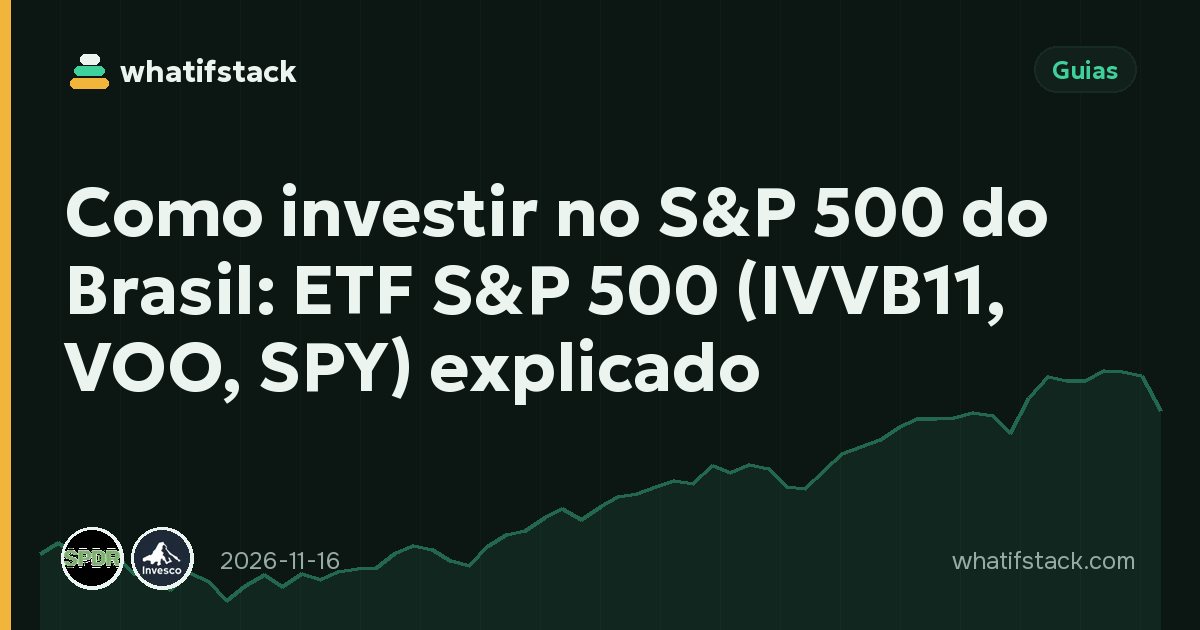 whatifstack
Guias
Como investir no S&P 500 do
Brasil: ETF S&P 500 (IVVB11,
VOO, SPY) explicado
SPDR
Invesco
2026-11-16
whatifstack.com